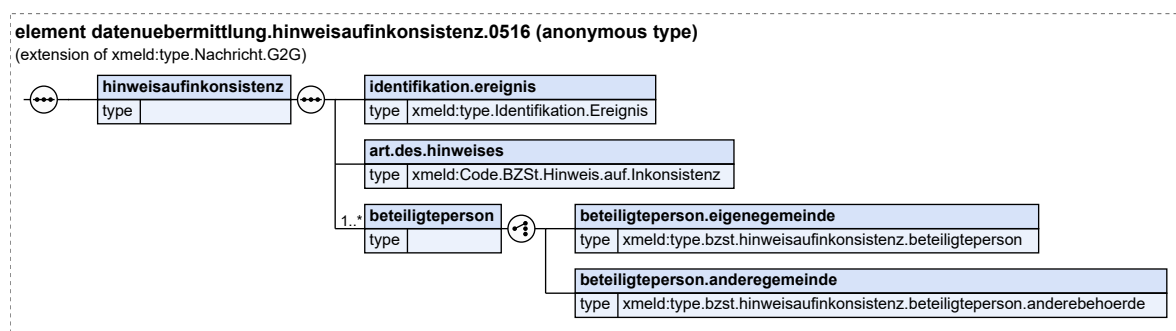 element datenuebermittlung.hinweisaufinkonsistenz.0516 (anonymous type)
(extension of xmeld:type.Nachricht.G2G)
hinweisaufinkonsistenz
type
identifikation.ereignis
type xmeld:type.Identifikation.Ereignis
art.des.hinweises
type xmeld:Code.BZSt.Hinweis.auf.Inkonsistenz
1..*
beteiligteperson
type
beteiligteperson.eigenegemeinde
type xmeld:type.bzst.hinweisaufinkonsistenz.beteiligteperson
beteiligteperson.anderegemeinde
type xmeld:type.bzst.hinweisaufinkonsistenz.beteiligteperson.anderebehoerde